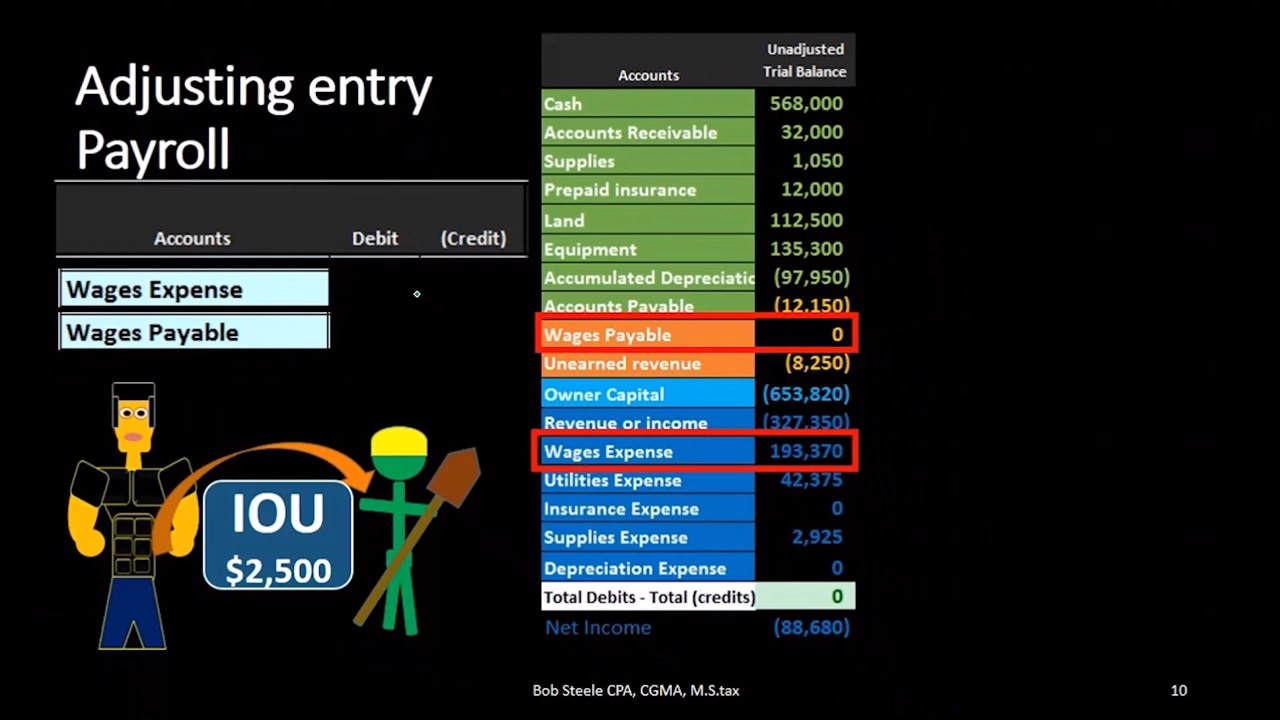 Adjusting entry
Payroll
Accounts Debit (Credit)
Wages Expense
Wages Payable
IOU
$2,500
Unadjusted
Accounts Trial Balance
Cash 568,000
Accounts Receivable 32,000
Supplies 1,050
Prepaid insurance 12,000
Land 112,500
Equipment 135,300
Accumulated Depreciatic (97,950)
Accounts Payable (12,150)
Wages Payable 0
Unearned revenue (8,250)
Owner Capital (653,820)
Revenue or income (327,350)
Wages Expense 193,370
Utilities Expense 42,375
Insurance Expense 0
Supplies Expense 2,925
Depreciation Expense 0
Total Debits - Total (credits) 0
Net Income (88,680)
Bob Steele CPA, CGMA, M.S.tax
10